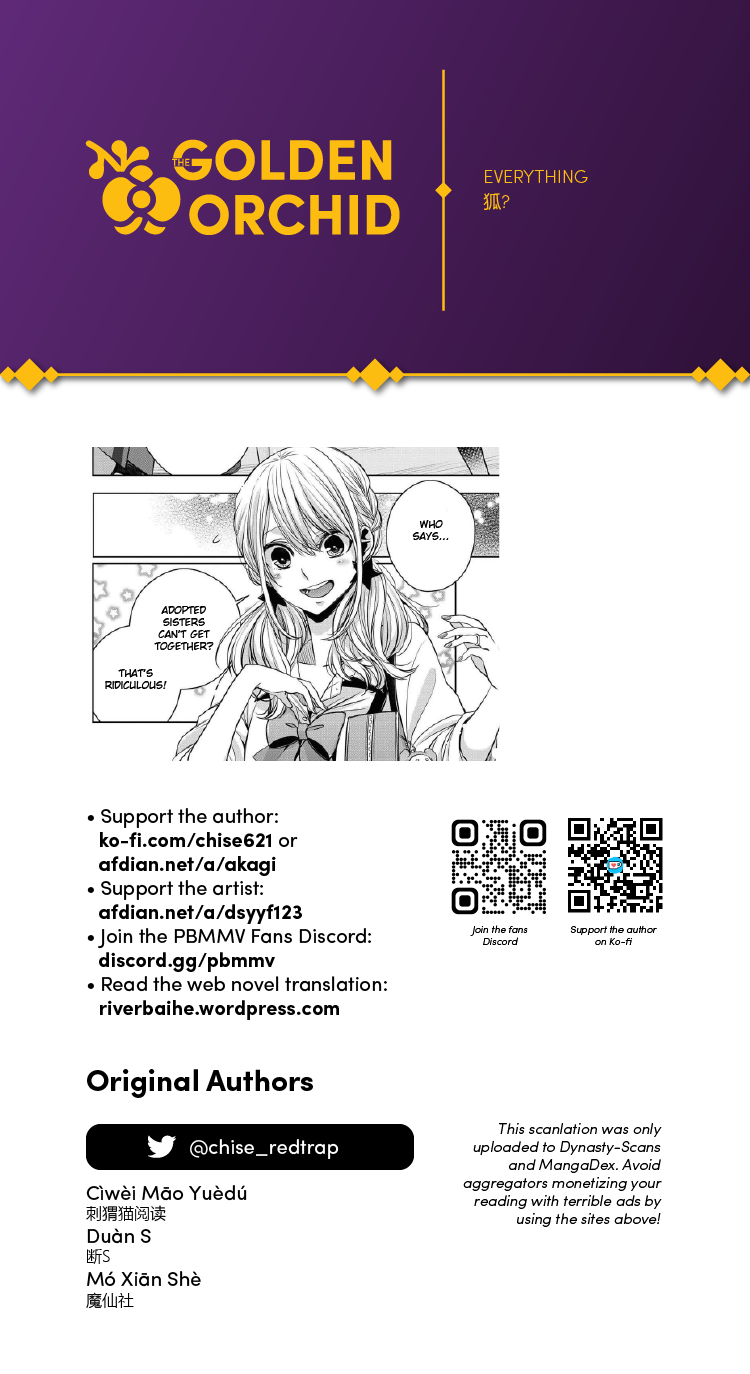 THE GOLDEN
ORCHID
EVERYTHING
狐?
WHO
SAYS...
ADOPTED
SISTERS
CAN'T GET
TOGETHER?
THAT'S
RIDICULOUS!
• Support the author:
ko-fi.com/chise621 or
afdian.net/a/akagi
• Support the artist:
afdian.net/a/dsyyf123
• Join the PBMMV Fans Discord:
discord.gg/pbmmv
• Read the web novel translation:
riverbaihe.wordpress.com
Join the fans
Discord
Support the author
on Ko-fi
Original Authors
@chise_redtrap
Cìwèi Māo Yuèdú
刺猬猫阅读
Duàn S
断S
Mó Xiān Shè
魔仙社
This scanlation was only
uploaded to Dynasty-Scans
and MangaDex. Avoid
aggregators monetizing your
reading with terrible ads by
using the sites above!